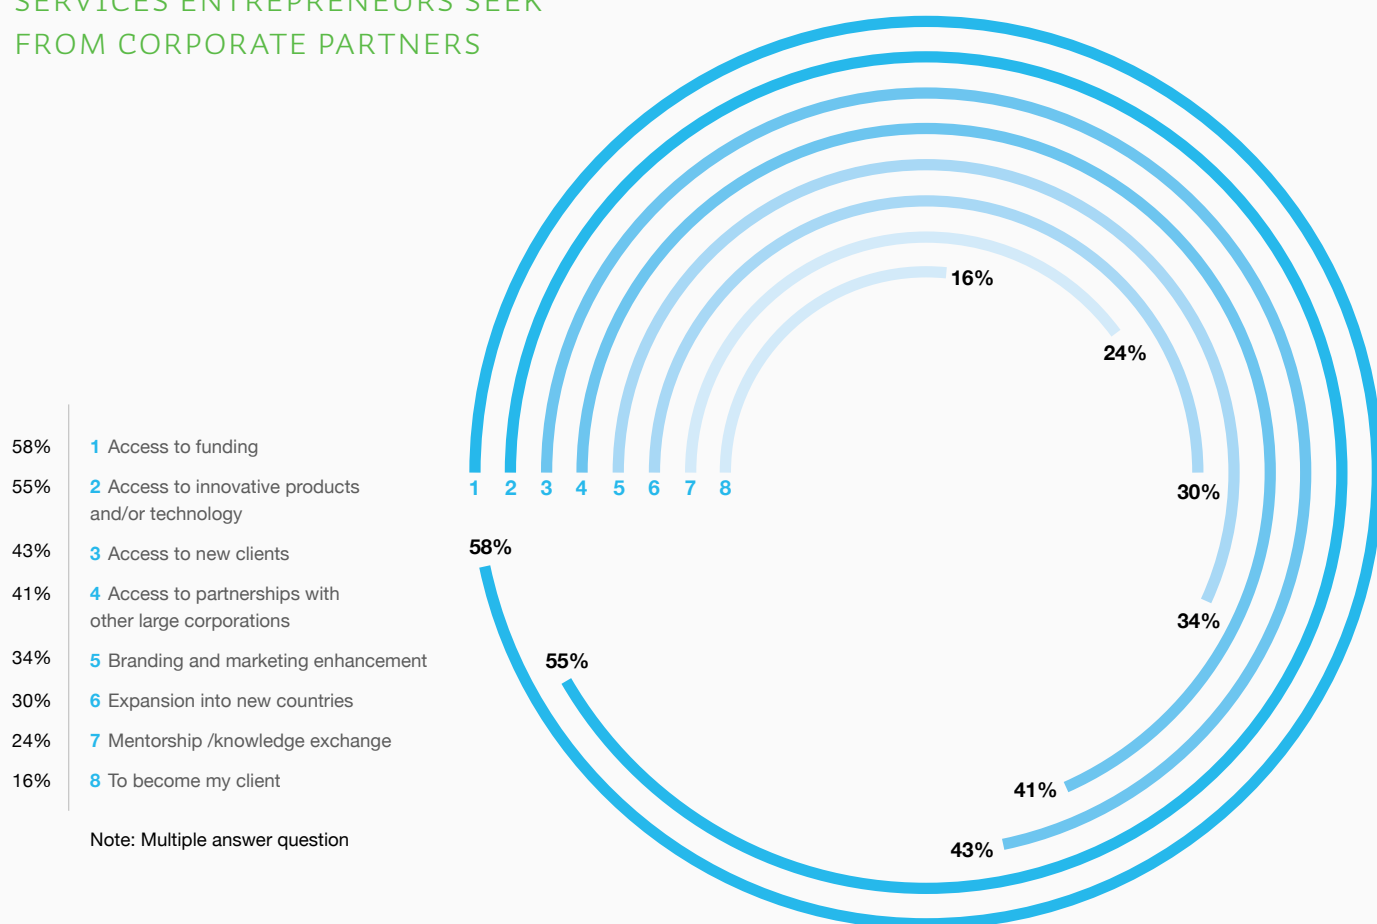 SERVICES ENTREPRENEURS SEEK
FROM CORPORATE PARTNERS
16%
24%
58% 1 Access to funding
55% 2 Access to innovative products
and/or technology
43% 3 Access to new clients
41% 4 Access to partnerships with
other large corporations
34% 5 Branding and marketing enhancement
30% 6 Expansion into new countries
24% 7 Mentorship /knowledge exchange
16% 8 To become my client
Note: Multiple answer question
1 2 3 4 5 6 7 8
30%
58%
34%
55%
41%
43%